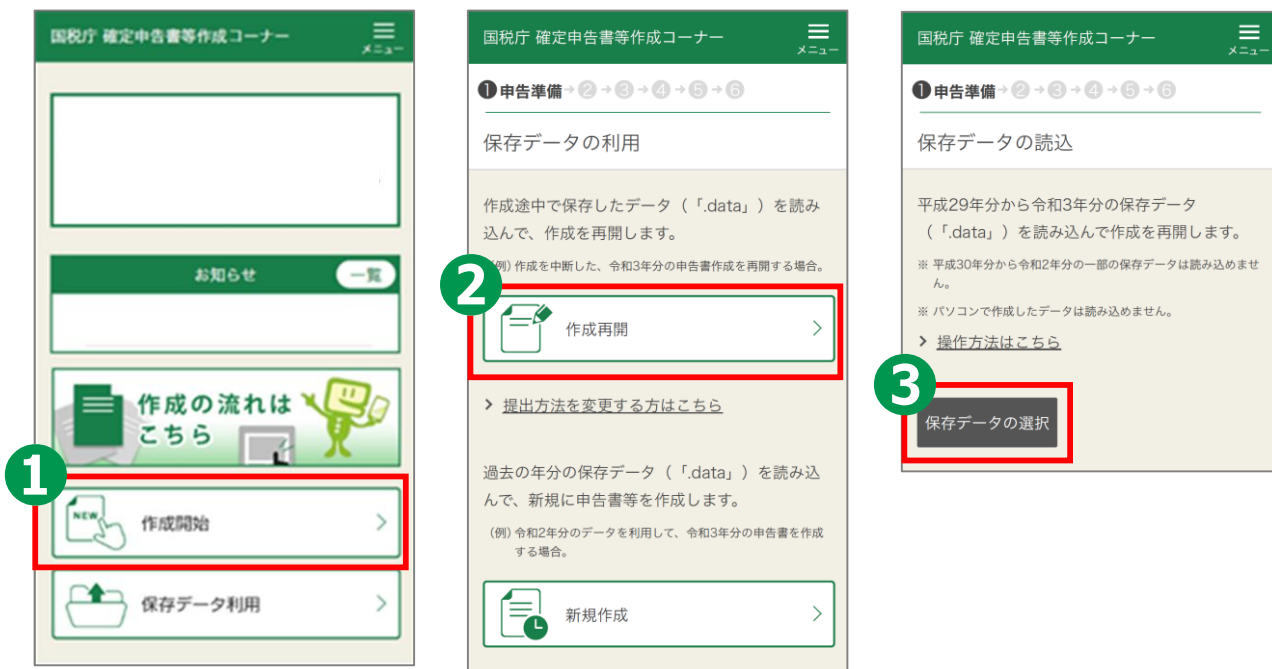 国税庁 確定申告書等作成コーナー
メニュー
お知らせ
一覧
作成の流れは
こちら
1
NEW
作成開始
保存データ利用
国税庁 確定申告書等作成コーナー
メニュー
1申告準備→2→3→4→5→6
保存データの利用
作成途中で保存したデータ(「.data」)を読み
込んで、作成を再開します。
(例) 作成を中断した、令和3年分の申告書作成を再開する場合。
2
作成再開
> 提出方法を変更する方はこちら
過去の年分の保存データ(「.data」)を読み込
んで、新規に申告書等を作成します。
(例) 令和2年分のデータを利用して、令和3年分の申告書を作成
する場合。
新規作成
国税庁 確定申告書等作成コーナー
メニュー
1申告準備→2→3→4→5→6
保存データの読込
平成29年分から令和3年分の保存データ
(「.data」)を読み込んで作成を再開します。
※ 平成30年分から令和2年分の一部の保存データは読み込めませ
ん。
※ パソコンで作成したデータは読み込めません。
> 操作方法はこちら
3
保存データの選択